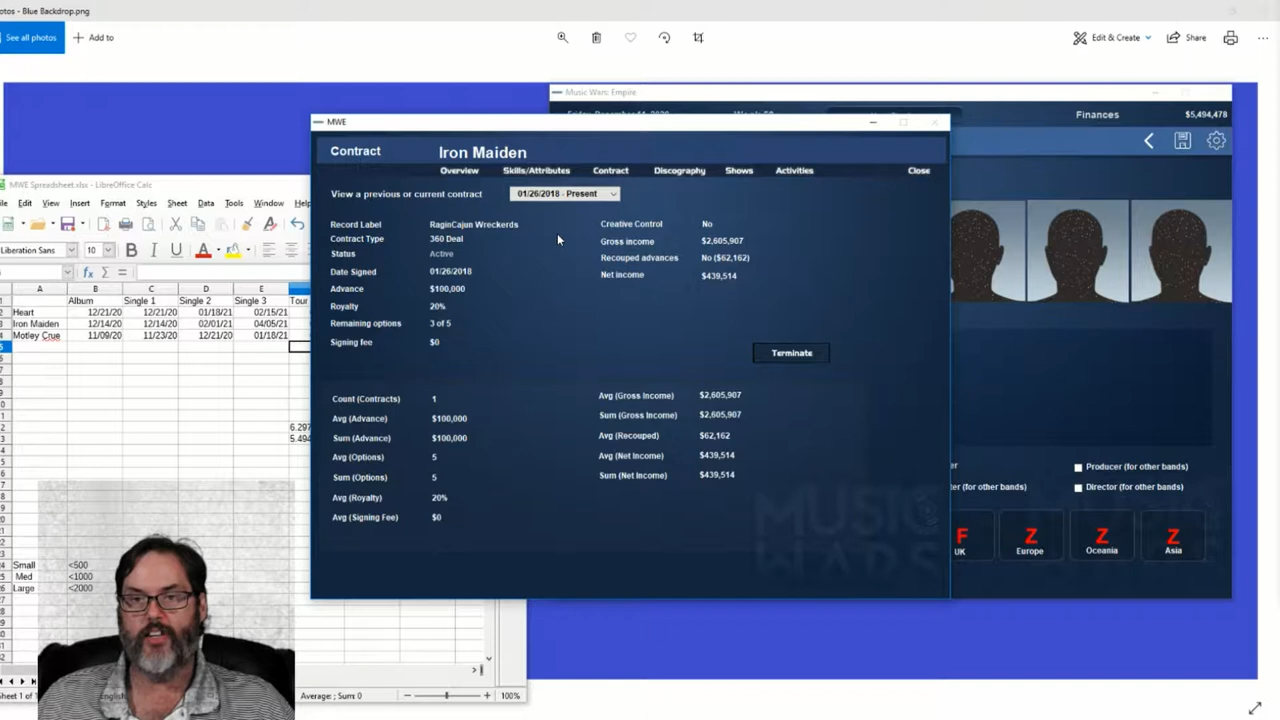 otos - Blue Backdrop.png
See all photos
Add to
Edit & Create
Share
Music Wars: Empire
Finances
$5,494,478
MWE
Contract
Iron Maiden
Overview
Skills/Attributes
Contract
Discography
Shows
Activities
Close
View a previous or current contract
01/26/2018 - Present
Record Label
RaginCajun Wreckerds
Contract Type
360 Deal
Status
Active
Date Signed
01/26/2018
Advance
$100,000
Royalty
20%
Remaining options
3 of 5
Signing fee
$0
Creative Control
No
Gross income
$2,605,907
Recouped advances
No ($62,162)
Net income
$439,514
Terminate
Count (Contracts)
1
Avg (Advance)
$100,000
Sum (Advance)
$100,000
Avg (Options)
5
Sum (Options)
5
Avg (Royalty)
20%
Avg (Signing Fee)
$0
Avg (Gross Income)
$2,605,907
Sum (Gross Income)
$2,605,907
Avg (Recouped)
$62,162
Avg (Net Income)
$439,514
Sum (Net Income)
$439,514
MUSIC
WARS
MWE Spreadsheet.xlsx - LibreOffice Calc
Edit View Insert Format Styles Sheet Data Tools Window
Liberation Sans
10
A B C D E
Album Single 1 Single 2 Single 3 Tour
Heart 12/21/20 12/21/20 01/18/21 02/15/21
Iron Maiden 12/14/20 12/14/20 02/01/21 04/05/21
Motley Crue 11/09/20 11/23/20 12/21/20 01/18/21
6.297
5.494
Small <500
Med <1000
Large <2000
Average: ; Sum: 0
100%
Producer (for other bands)
(for other bands)
Director (for other bands)
F
UK
Z
Europe
Z
Oceania
Z
Asia